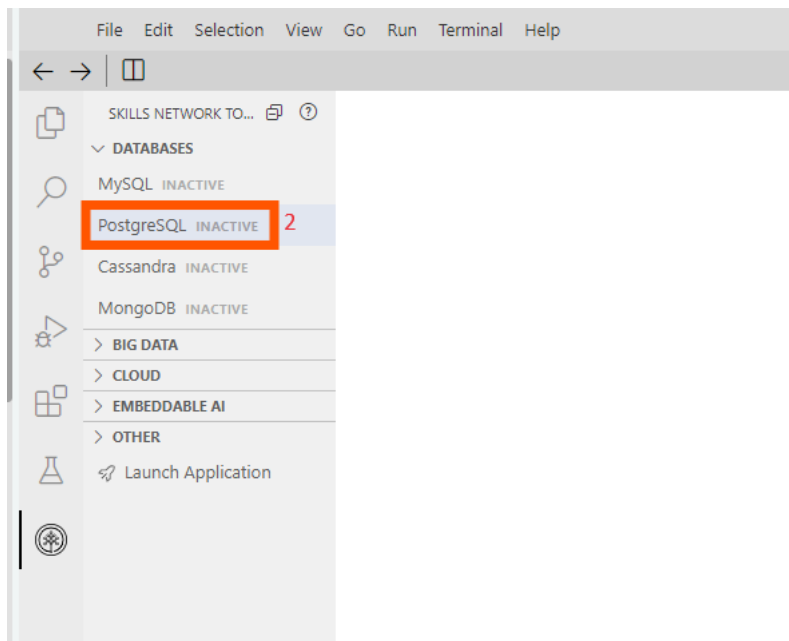 File Edit Selection View Go Run Terminal Help
SKILLS NETWORK TO...
DATABASES
MySQL INACTIVE
PostgreSQL INACTIVE 2
Cassandra INACTIVE
MongoDB INACTIVE
BIG DATA
CLOUD
EMBEDDABLE AI
OTHER
Launch Application